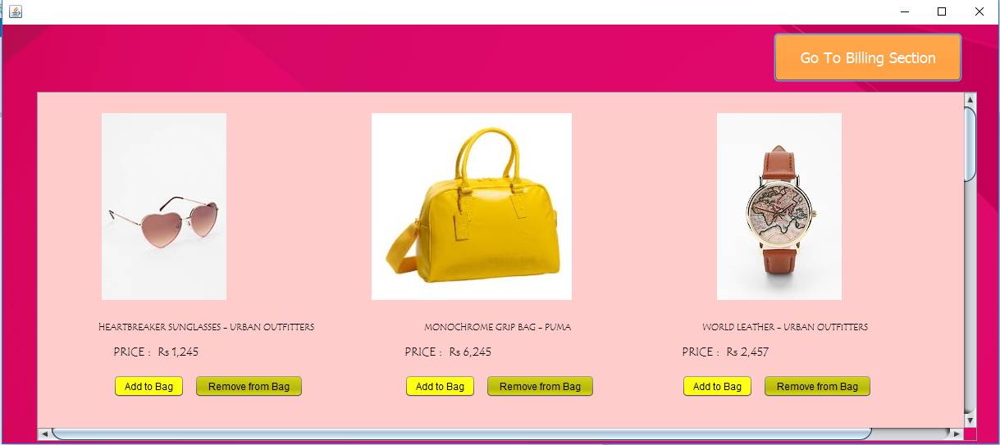 Go To Billing Section
HEARTBREAKER SUNGLASSES - URBAN OUTFITTERS
PRICE : Rs 1,245
Add to Bag Remove from Bag
MONOCHROME GRIP BAG - PUMA
PRICE : Rs 6,245
Add to Bag Remove from Bag
WORLD LEATHER - URBAN OUTFITTERS
PRICE : Rs 2,457
Add to Bag Remove from Bag